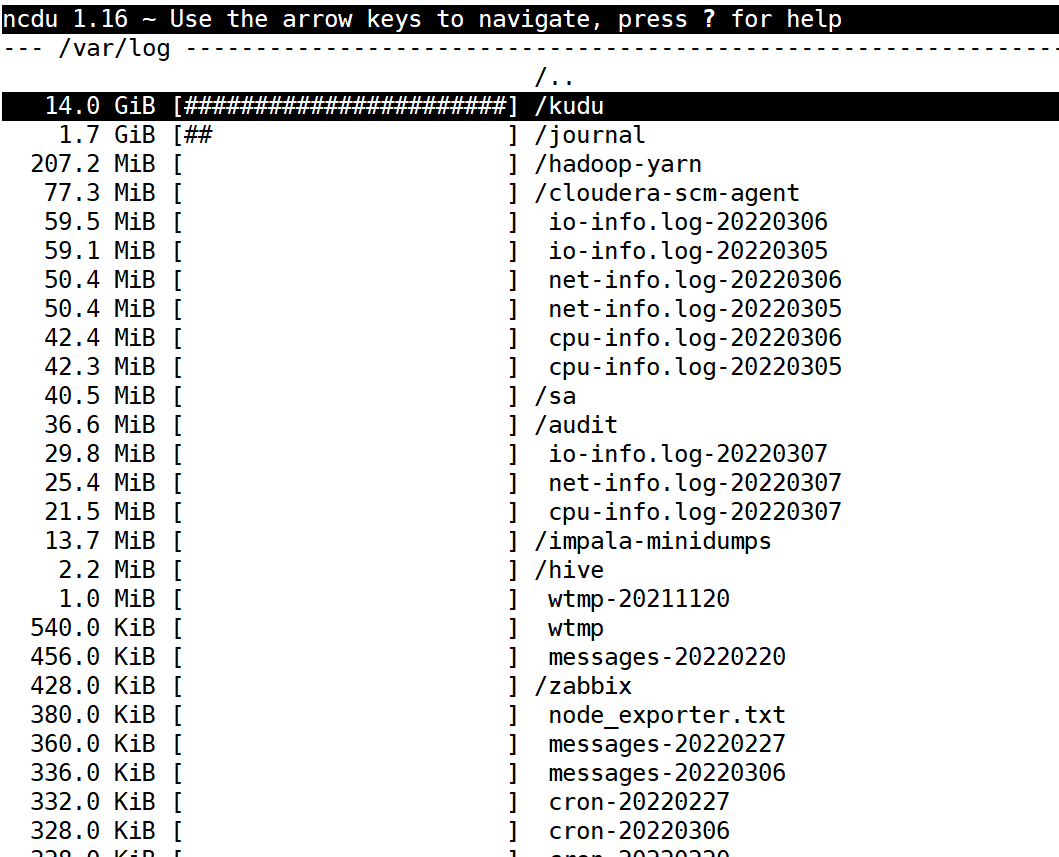 ncdu 1.16 ~ Use the arrow keys to navigate, press ? for help
--- /var/log ---------------------------------------------------------------
/..
14.0 GiB [#######################] /kudu
1.7 GiB [##                     ] /journal
207.2 MiB [                       ] /hadoop-yarn
77.3 MiB [                       ] /cloudera-scm-agent
59.5 MiB [                       ]  io-info.log-20220306
59.1 MiB [                       ]  io-info.log-20220305
50.4 MiB [                       ]  net-info.log-20220306
50.4 MiB [                       ]  net-info.log-20220305
42.4 MiB [                       ]  cpu-info.log-20220306
42.3 MiB [                       ]  cpu-info.log-20220305
40.5 MiB [                       ] /sa
36.6 MiB [                       ] /audit
29.8 MiB [                       ]  io-info.log-20220307
25.4 MiB [                       ]  net-info.log-20220307
21.5 MiB [                       ]  cpu-info.log-20220307
13.7 MiB [                       ] /impala-minidumps
2.2 MiB [                       ] /hive
1.0 MiB [                       ]  wtmp-20211120
540.0 KiB [                       ]  wtmp
456.0 KiB [                       ]  messages-20220220
428.0 KiB [                       ] /zabbix
380.0 KiB [                       ]  node_exporter.txt
360.0 KiB [                       ]  messages-20220227
336.0 KiB [                       ]  messages-20220306
332.0 KiB [                       ]  cron-20220227
328.0 KiB [                       ]  cron-20220306
328.0 KiB [                       ]  cron-20220220